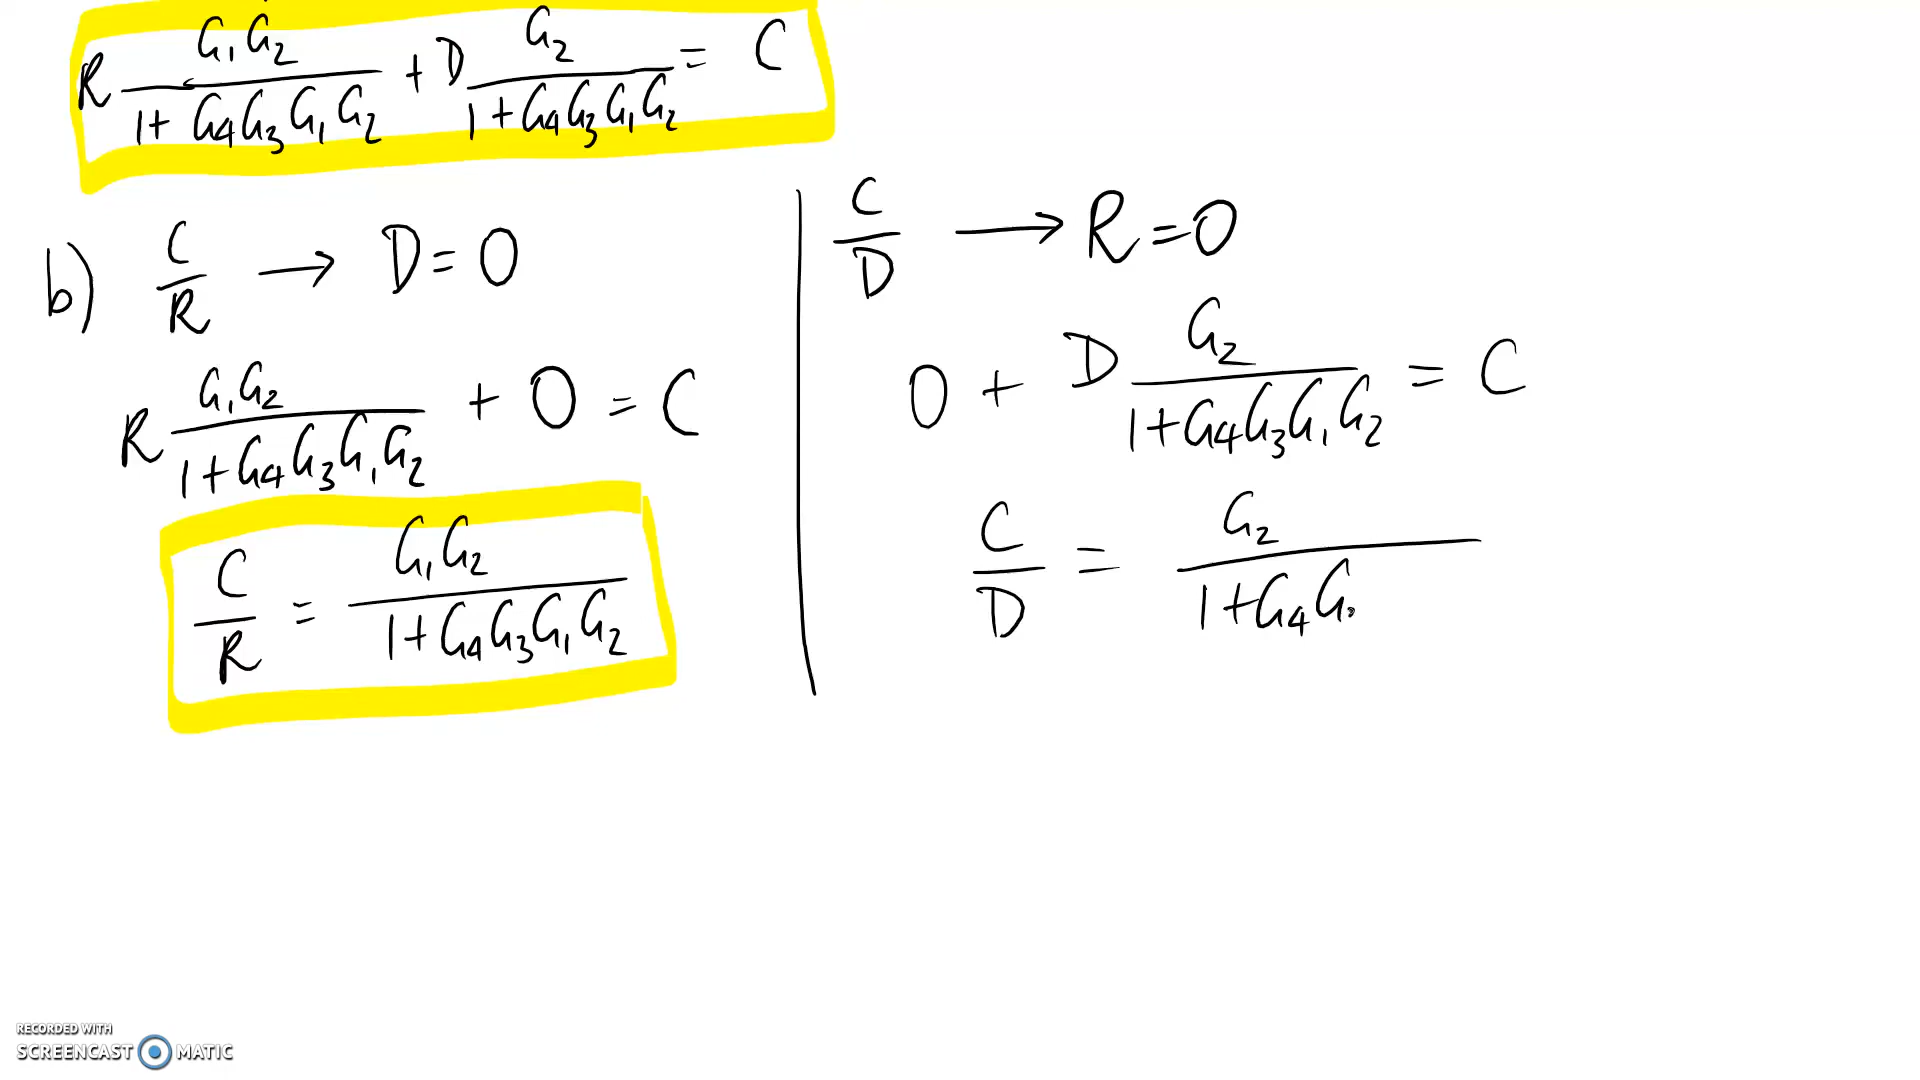 R G₁G₂ / 1 + G₄G₃G₁G₂ + D G₂ / 1 + G₄G₃G₁G₂ = C
b) C / R → D = 0
R G₁G₂ / 1 + G₄G₃G₁G₂ + 0 = C
C / R = G₁G₂ / 1 + G₄G₃G₁G₂
C / D → R = 0
0 + D G₂ / 1 + G₄G₃G₁G₂ = C
C / D = G₂ / 1 + G₄G
RECORDED WITH
SCREENCAST MATIC